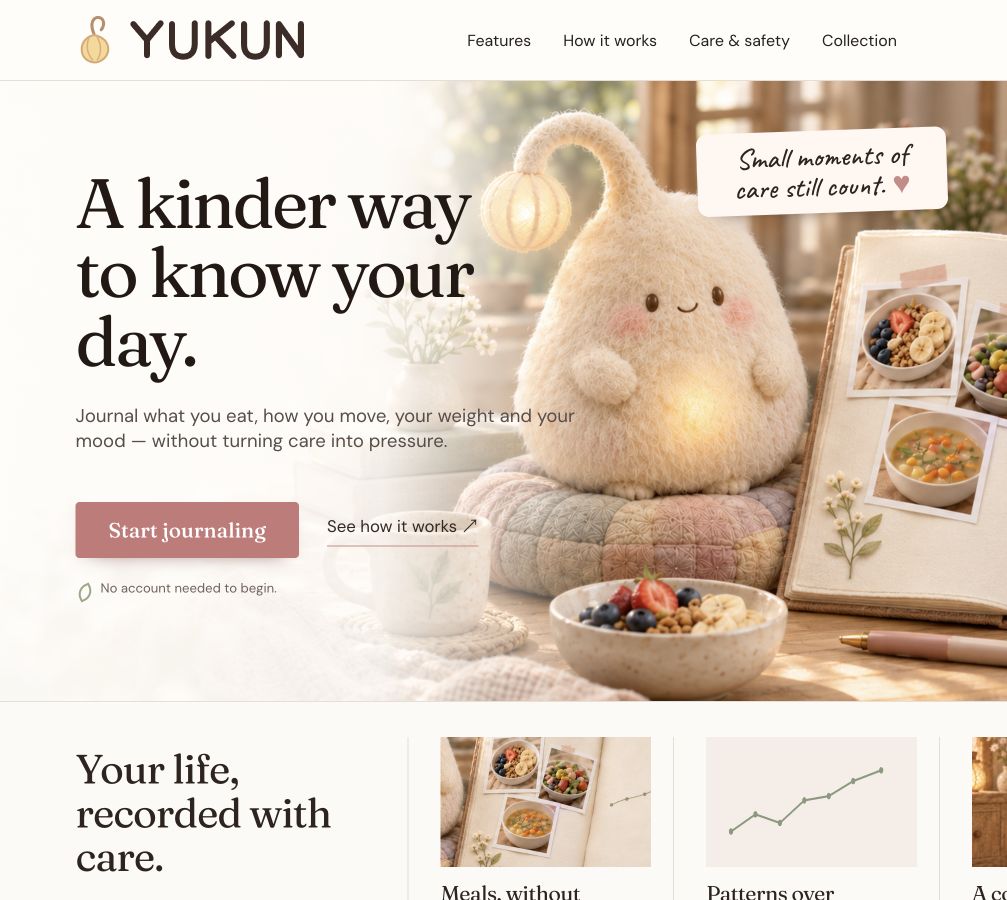 YUKUN
Features
How it works
Care & safety
Collection
Small moments of
care still count. ♥
A kinder way
to know your
day.
Journal what you eat, how you move, your weight and your
mood — without turning care into pressure.
Start journaling
See how it works ↗
No account needed to begin.
Your life,
recorded with
care.
Meals, without
Patterns over